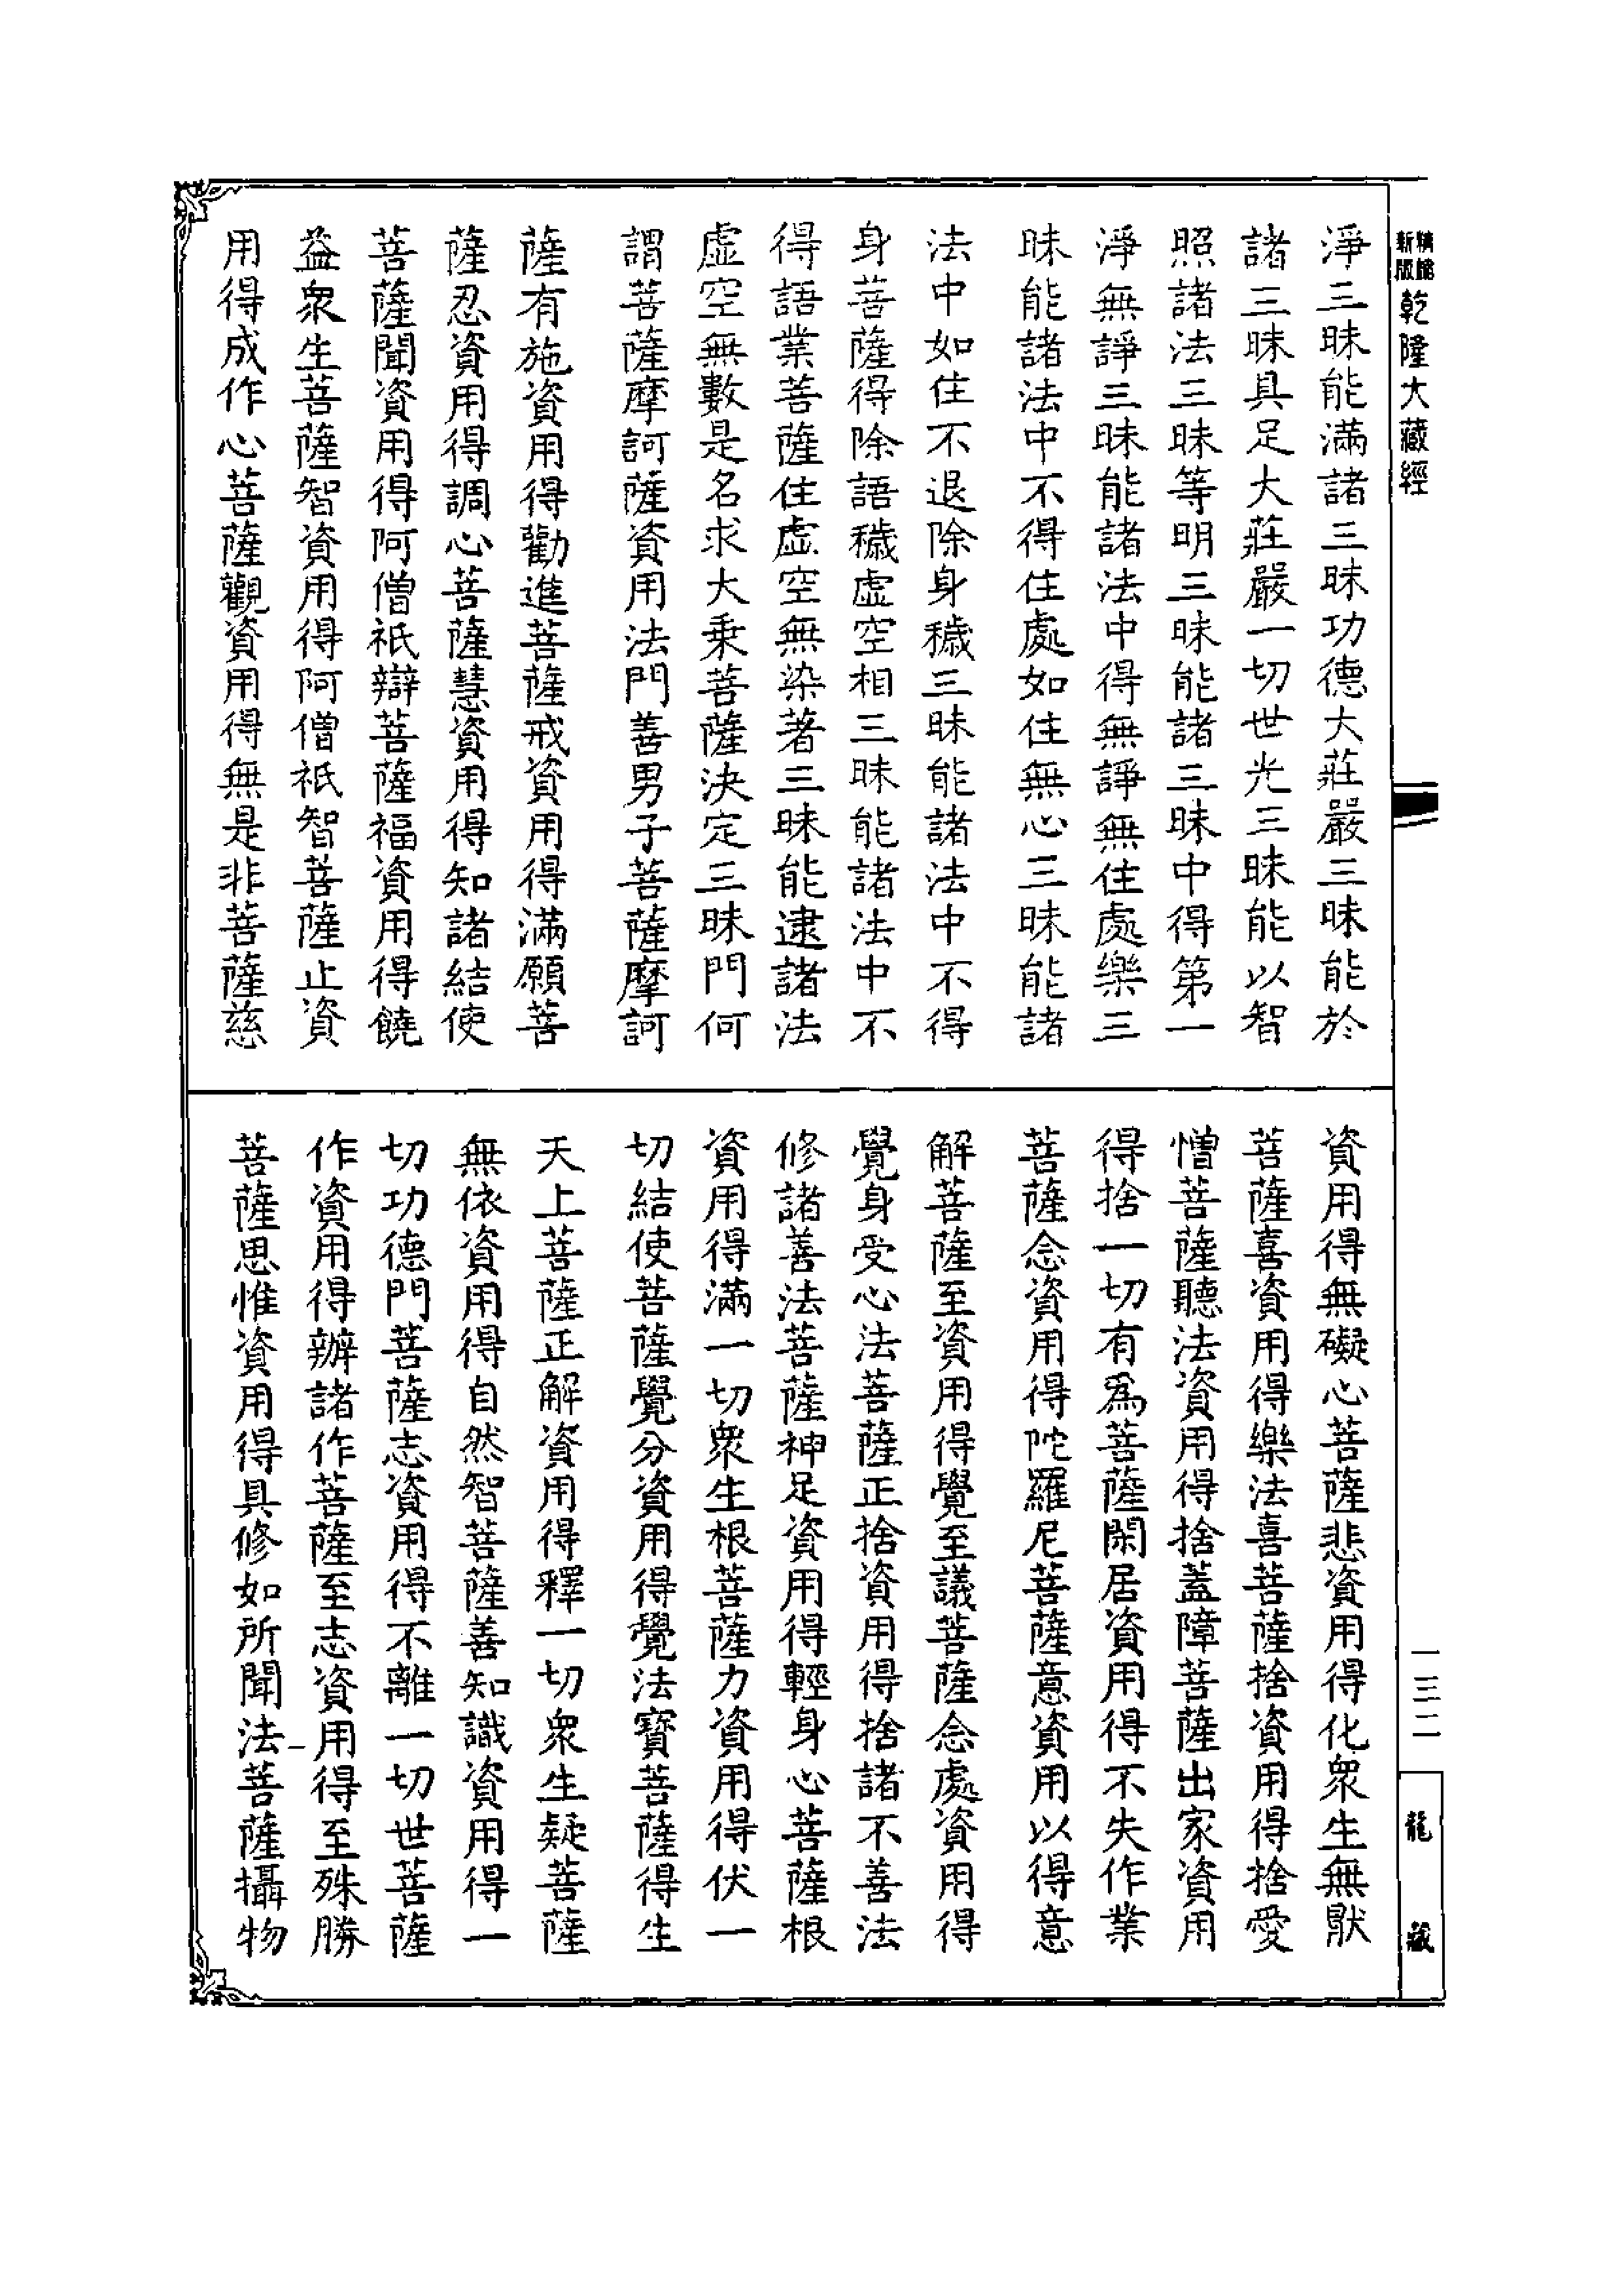 精縮新版乾隆大藏經
淨三昧能滿諸三昧功德大莊嚴三昧能於
諸三昧具足大莊嚴一切世光三昧能以智
照諸法三昧等明三昧能諸三昧中得第一
淨無諍三昧能諸法中得無諍無住處樂三
昧能諸法中不得住處如住無心三昧能諸
法中如住不退除身穢三昧能諸法中不得
身菩薩得除語穢虛空相三昧能諸法中不
得語業菩薩住虛空無染著三昧能逮諸法
虛空無數是名求大乘菩薩決定三昧門何
謂菩薩摩訶薩資用法門善男子菩薩摩訶
薩有施資用得勸進菩薩戒資用得滿願菩
薩忍資用得調心菩薩慧資用得知諸結使
菩薩聞資用得阿僧祇辯菩薩福資用得饒
益衆生菩薩智資用得阿僧祇智菩薩止資
用得成作心菩薩觀資用得無是非菩薩慈
資用得無礙心菩薩悲資用得化衆生無猒
菩薩喜資用得樂法喜菩薩捨資用得捨愛
憎菩薩聽法資用得捨蓋障菩薩出家資用
得捨一切有爲菩薩閑居資用得不失作業
菩薩念資用得陀羅尼菩薩意資用以得意
解菩薩至資用得覺至議菩薩念處資用得
覺身受心法菩薩正捨資用得捨諸不善法
修諸善法菩薩神足資用得輕身心菩薩根
資用得滿一切衆生根菩薩力資用得伏一
切結使菩薩覺分資用得覺法寶菩薩得生
天上菩薩正解資用得釋一切衆生疑菩薩
無依資用得自然智菩薩善知識資用得一
切功德門菩薩志資用得不離一切世菩薩
作資用得辦諸作菩薩至志資用得至殊勝
菩薩思惟資用得具修如所聞法菩薩攝物
一三二
龍藏